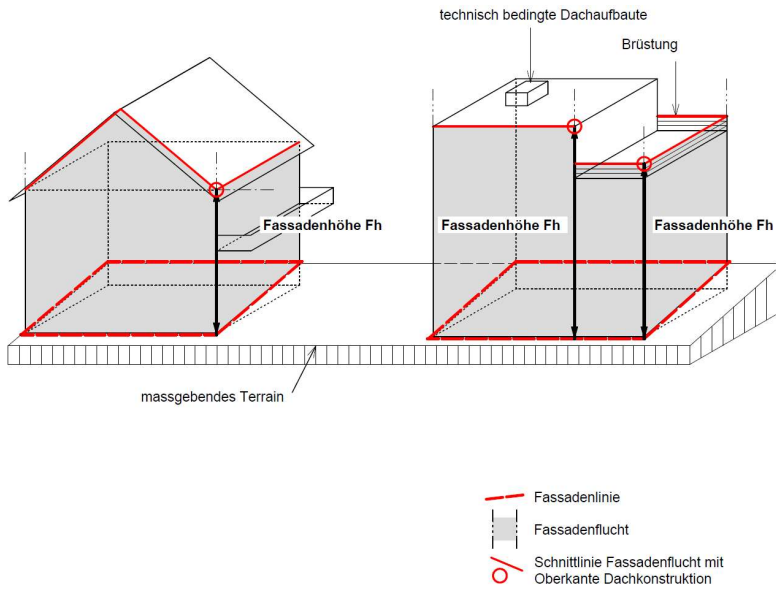 technisch bedingte Dachaufbaute
Brüstung
Fassadenhöhe Fh
Fassadenhöhe Fh
Fassadenhöhe Fh
massgebendes Terrain
Fassadenlinie
Fassadenflucht
Schnittlinie Fassadenflucht mit
Oberkante Dachkonstruktion